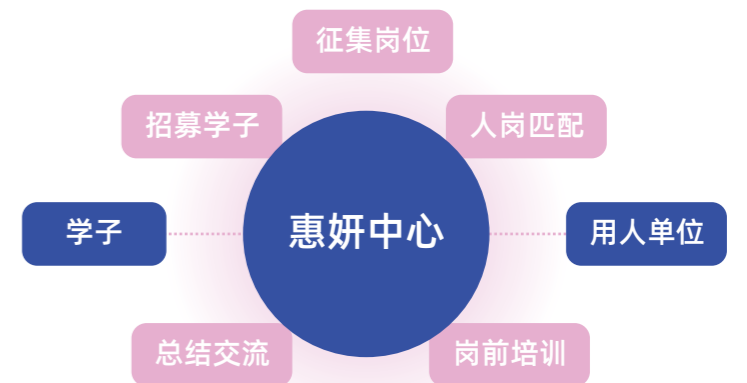 征集岗位
招募学子
人岗匹配
学子
惠妍中心
用人单位
总结交流
岗前培训